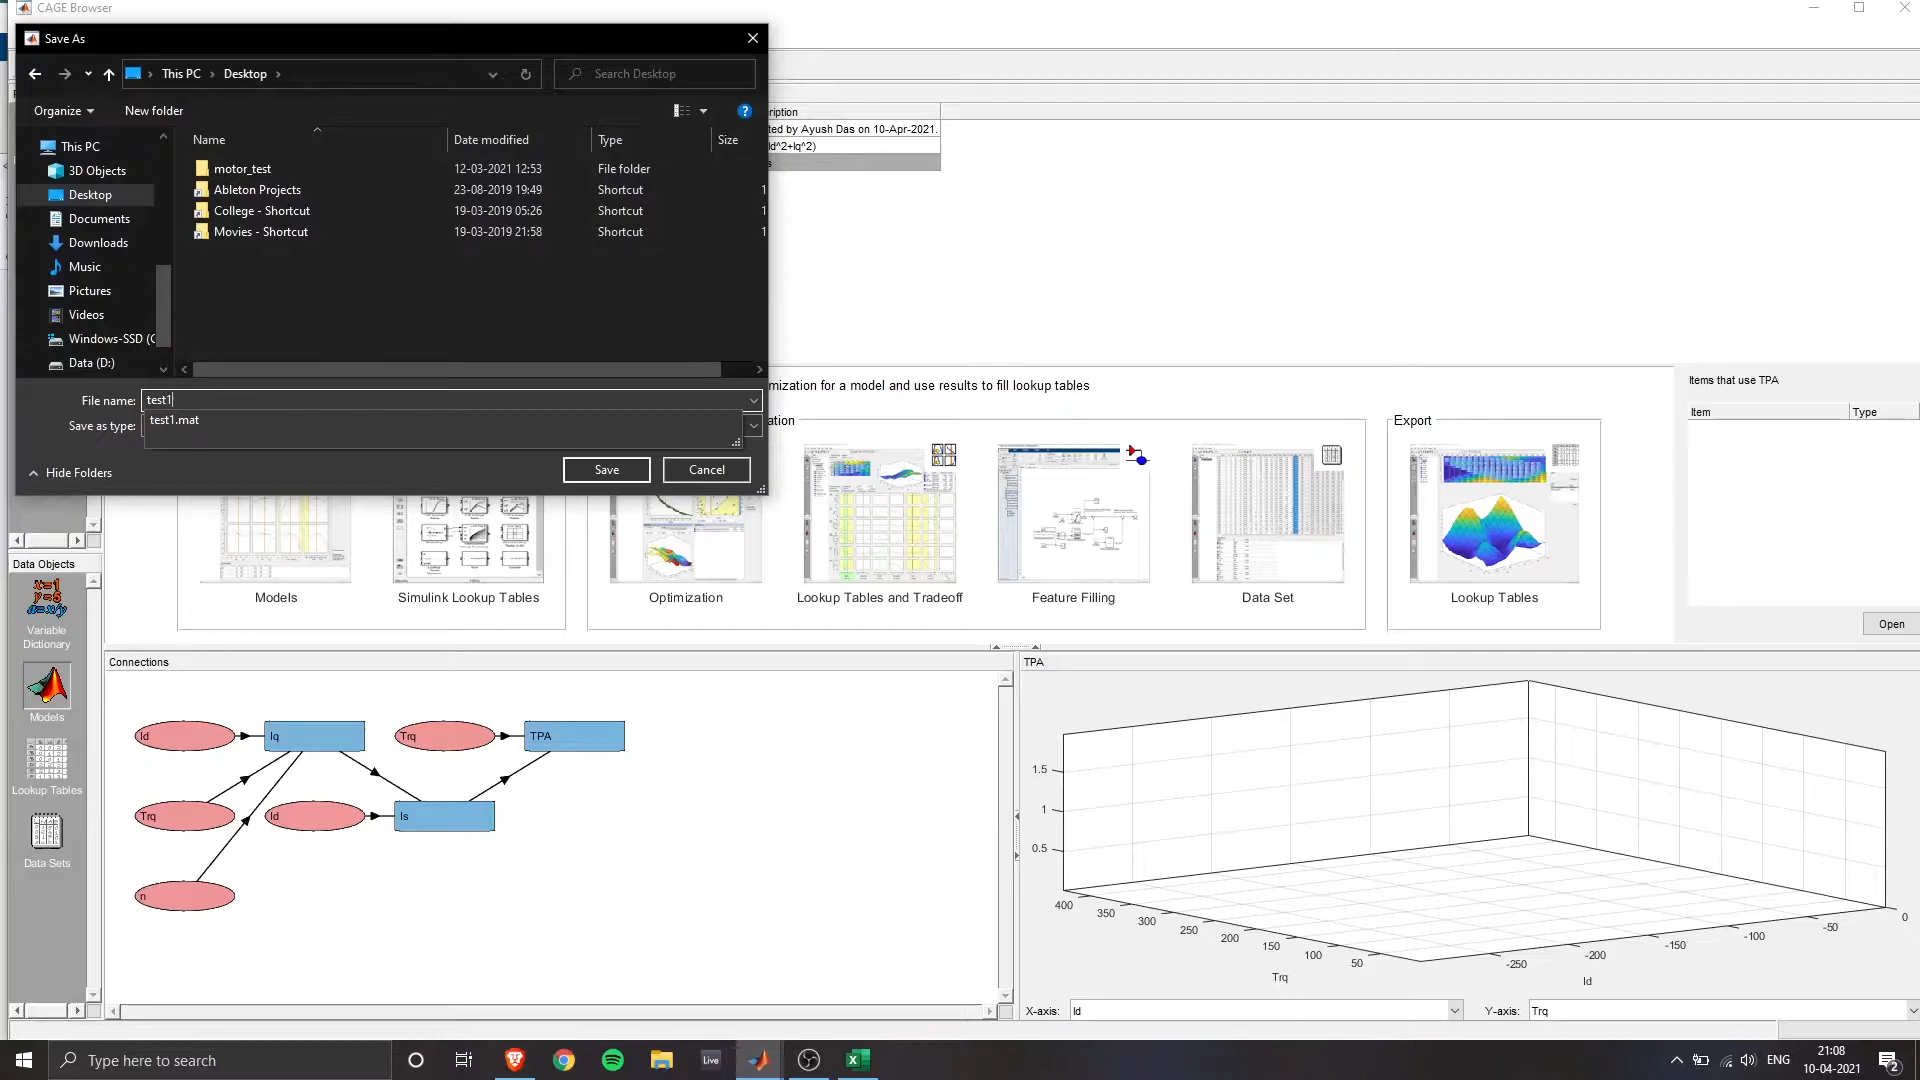 CAGE Browser
Save As
This PC
Desktop
Search Desktop
Organize
New folder
?
Name
Date modified
Type
Size
This PC
3D Objects
Desktop
Documents
Downloads
Music
Pictures
Videos
Windows-SSD (C
Data (D:)
motor_test
12-03-2021 12:53
File folder
Ableton Projects
23-08-2019 19:49
Shortcut
1
College - Shortcut
19-03-2019 05:26
Shortcut
1
Movies - Shortcut
19-03-2019 21:58
Shortcut
1
File name:
test1
test1.mat
Save as type:
Hide Folders
Save
Cancel
ription
ted by Ayush Das on 10-Apr-2021.
Id^2+Iq^2)
s
mization for a model and use results to fill lookup tables
ation
Export
Models
Simulink Lookup Tables
Optimization
Lookup Tables and Tradeoff
Feature Filling
Data Set
Lookup Tables
Items that use TPA
Item
Type
Open
Data Objects
x=1
y=5
a=x/y
Variable
Dictionary
Models
Lookup Tables
Data Sets
Connections
Id
Iq
Trq
TPA
Trq
Id
Is
n
TPA
1.5
1
0.5
400
350
300
250
200
150
100
50
Trq
-250
-200
-150
-100
-50
0
Id
X-axis:
Id
Y-axis:
Trq
Type here to search
Live
ENG
21:08
10-04-2021
2